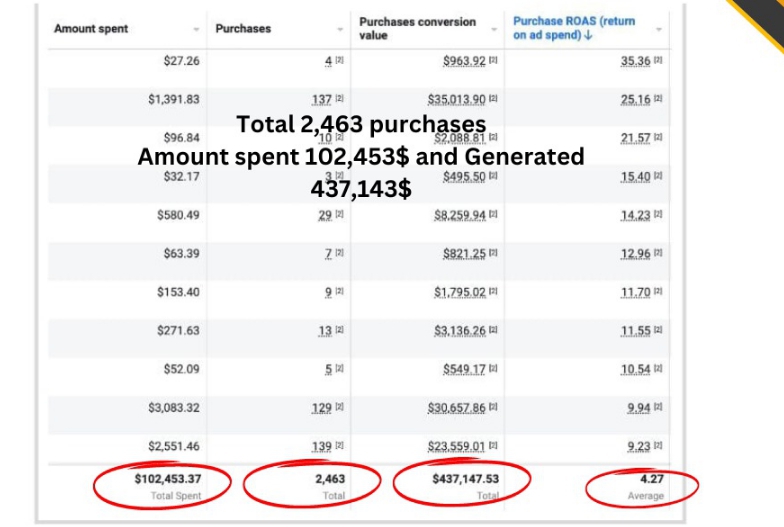 Amount spent Purchases Purchases conversion value Purchase ROAS (return on ad spend) ↓
$27.26 4 [2] $963.92 [2] 35.36 [2]
$1,391.83 137 [2] $35,013.90 [2] 25.16 [2]
Total 2,463 purchases
$96.84 10 [2] $2,088.81 [2] 21.57 [2]
Amount spent 102,453$ and Generated
$32.17 3 [2] $495.50 [2] 15.40 [2]
437,143$
$580.49 29 [2] $8,259.94 [2] 14.23 [2]
$63.39 7 [2] $821.25 [2] 12.96 [2]
$153.40 9 [2] $1,795.02 [2] 11.70 [2]
$271.63 13 [2] $3,136.26 [2] 11.55 [2]
$52.09 5 [2] $549.17 [2] 10.54 [2]
$3,083.32 129 [2] $30,657.86 [2] 9.94 [2]
$2,551.46 139 [2] $23,559.01 [2] 9.23 [2]
$102,453.37 2,463 $437,147.53 4.27
Total Spent Total Total Average